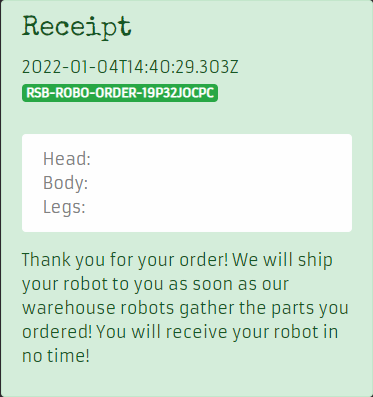 Receipt
2022-01-04T14:40:29.303Z
RSB-ROBO-ORDER-19P32JOCPC
Head:
Body:
Legs:
Thank you for your order! We will ship
your robot to you as soon as our
warehouse robots gather the parts you
ordered! You will receive your robot in
no time!